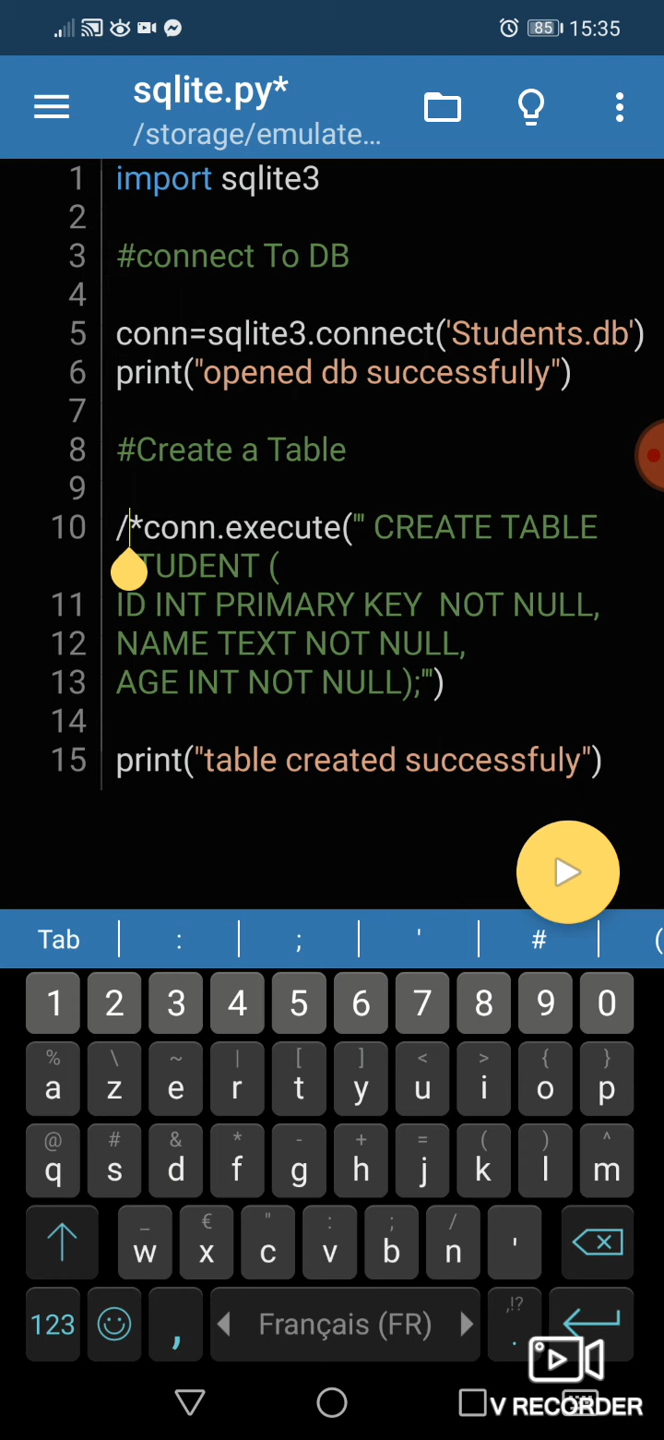 85 15:35
sqlite.py*
/storage/emulate...
1 import sqlite3
2
3 #connect To DB
4
5 conn=sqlite3.connect('Students.db')
6 print("opened db successfully")
7
8 #Create a Table
9
10 /*conn.execute(''' CREATE TABLE
TUDENT (
11 ID INT PRIMARY KEY  NOT NULL,
12 NAME TEXT NOT NULL,
13 AGE INT NOT NULL);''')
14
15 print("table created successfuly")
Tab : ; ' # (
1 2 3 4 5 6 7 8 9 0
% \ ~ | [ ] < > { }
a z e r t y u i o p
@ # & * - + = ( ) ^
q s d f g h j k l m
_ € " : ; /
w x c v b n '
,!?
123 , Français (FR) .
V RECORDER